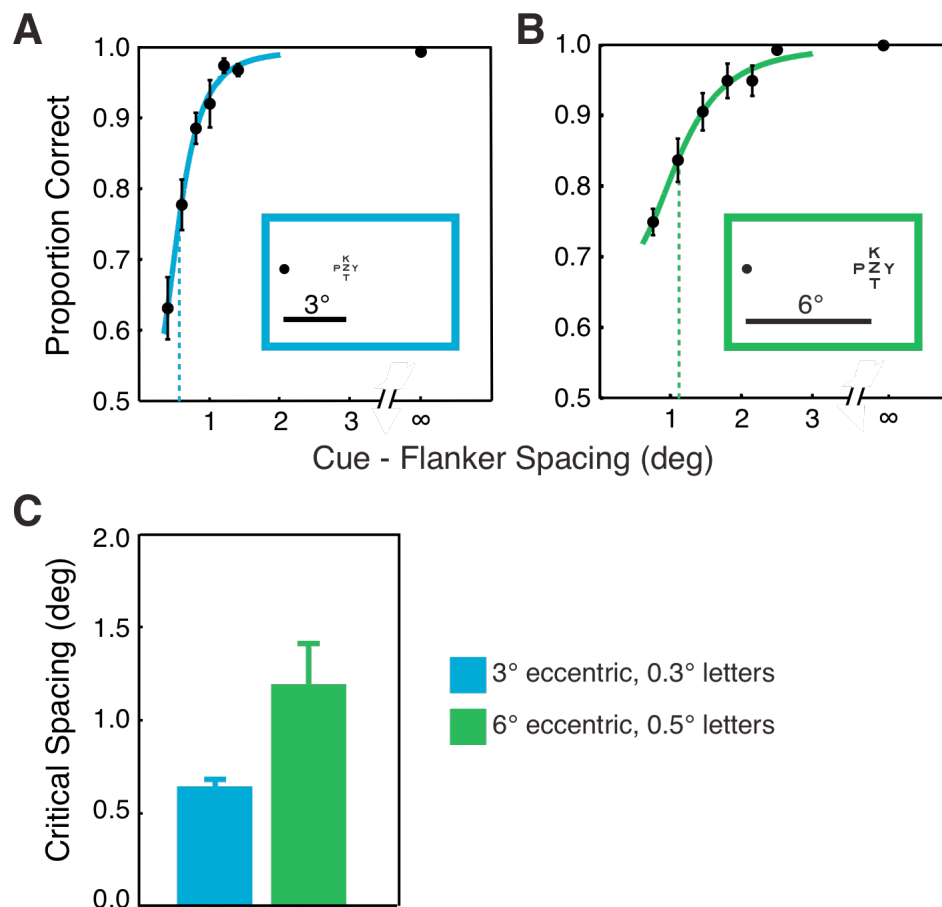 A
B
Proportion Correct
1.0
0.9
0.8
0.7
0.6
0.5
K
P Z Y
T
3°
1 2 3 ∞
1.0
0.9
0.8
0.7
0.6
0.5
K
P Z Y
T
6°
1 2 3 ∞
Cue - Flanker Spacing (deg)
C
Critical Spacing (deg)
2.0
1.5
1.0
0.5
0.0
3° eccentric, 0.3° letters
6° eccentric, 0.5° letters